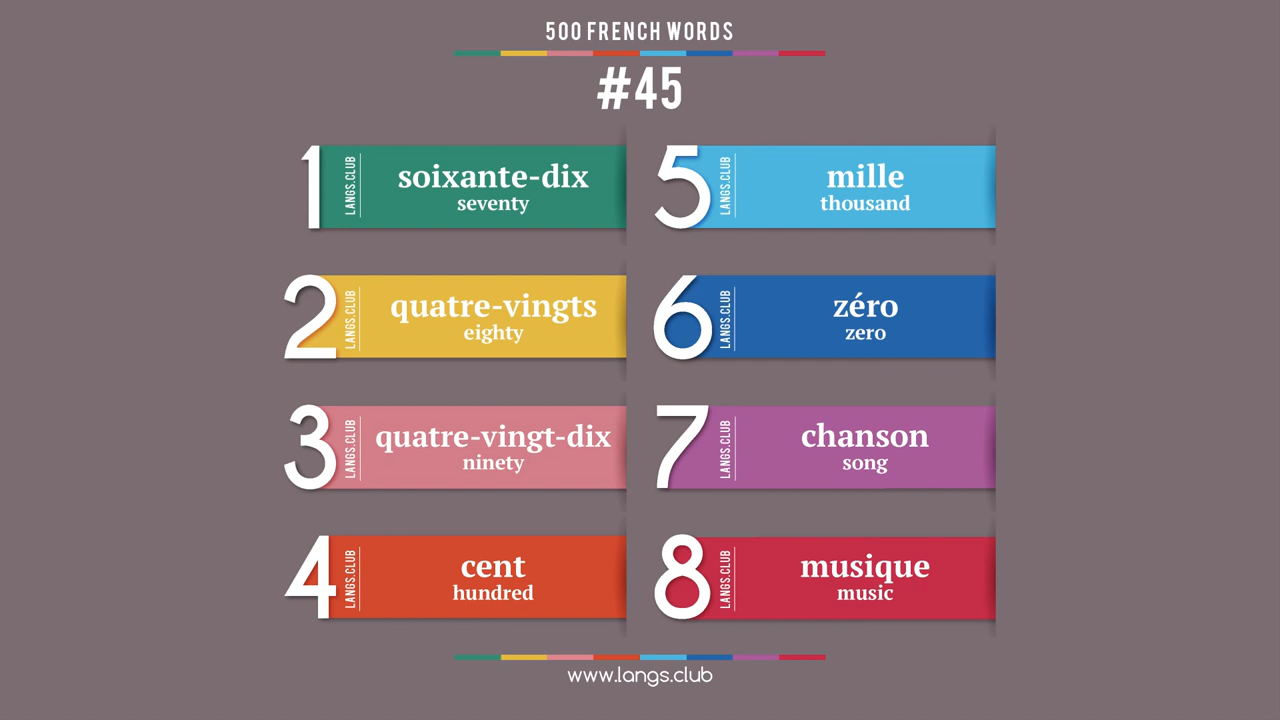 500 FRENCH WORDS
#45
1
LANGS.CLUB
soixante-dix
seventy
2
LANGS.CLUB
quatre-vingts
eighty
3
LANGS.CLUB
quatre-vingt-dix
ninety
4
LANGS.CLUB
cent
hundred
5
LANGS.CLUB
mille
thousand
6
LANGS.CLUB
zéro
zero
7
LANGS.CLUB
chanson
song
8
LANGS.CLUB
musique
music
www.langs.club